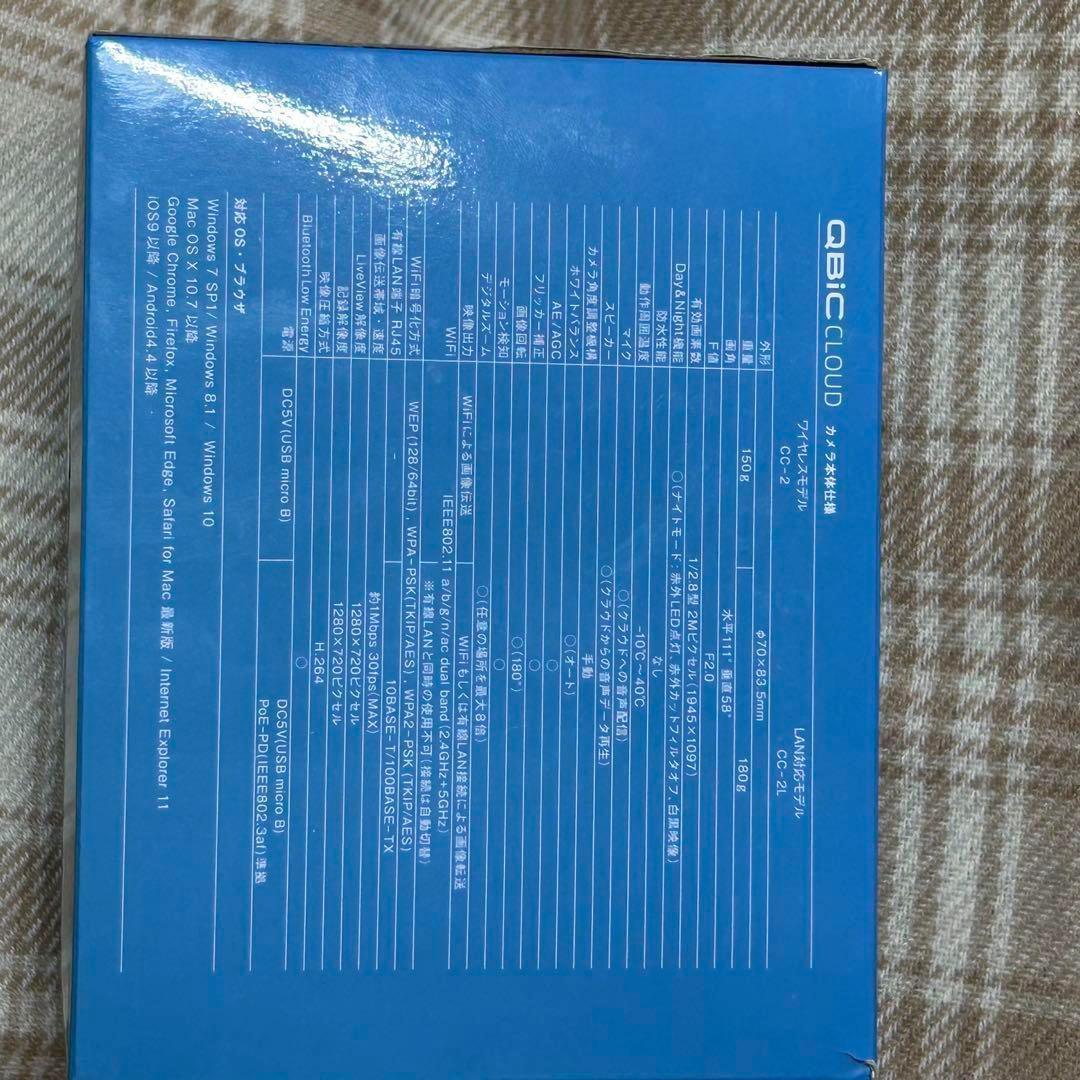 QBiC CLOUD カメラ本体仕様
ワイヤレスモデル CC-2 LAN対応モデル CC-2L
外形 φ70×83.5mm
重量 150g 180g
画角 水平111° 垂直58°
F値 F2.0
有効画素数 1/2.8型 2Mピクセル(1945×1097)
Day&Night機能 ○(ナイトモード:赤外LED点灯, 赤外カットフィルタオフ, 白黒映像)
防水性能 なし
動作周囲温度 -10℃~40℃
マイク ○(クラウドへの音声配信)
スピーカー ○(クラウドからの音声データ再生)
カメラ角度調整機構 手動
ホワイトバランス ○(オート)
AE/AGC ○
フリッカー補正 ○
画像回転 ○(180°)
モーション検知 ○
デジタルズーム ○(任意の場所を最大8倍)
映像出力 WiFiによる画像伝送 WiFiもしくは有線LAN接続による画像転送
WiFi IEEE802.11 a/b/g/n/ac dual band (2.4GHz+5GHz)
※有線LANと同時の使用不可(接続は自動切替)
WiFi暗号化方式 WEP(128/64bit), WPA-PSK(TKIP/AES), WPA2-PSK (TKIP/AES)
有線LAN端子 RJ45 - 10BASE-T/100BASE-TX
画像伝送帯域・速度 約1Mbps 30fps(MAX)
LiveView解像度 1280×720ピクセル
記録解像度 1280×720ピクセル
映像圧縮方式 H.264
Bluetooth Low Energy ○
電源 DC5V(USB micro B) DC5V(USB micro B)
PoE-PD(IEEE802.3af)準拠
対応OS・ブラウザ
Windows 7 SP1/ Windows 8.1 / Windows 10
Mac OS X 10.7 以降
Google Chrome, Firefox, Microsoft Edge, Safari for Mac 最新版 / Internet Explorer 11
iOS9 以降 / Android4.4 以降